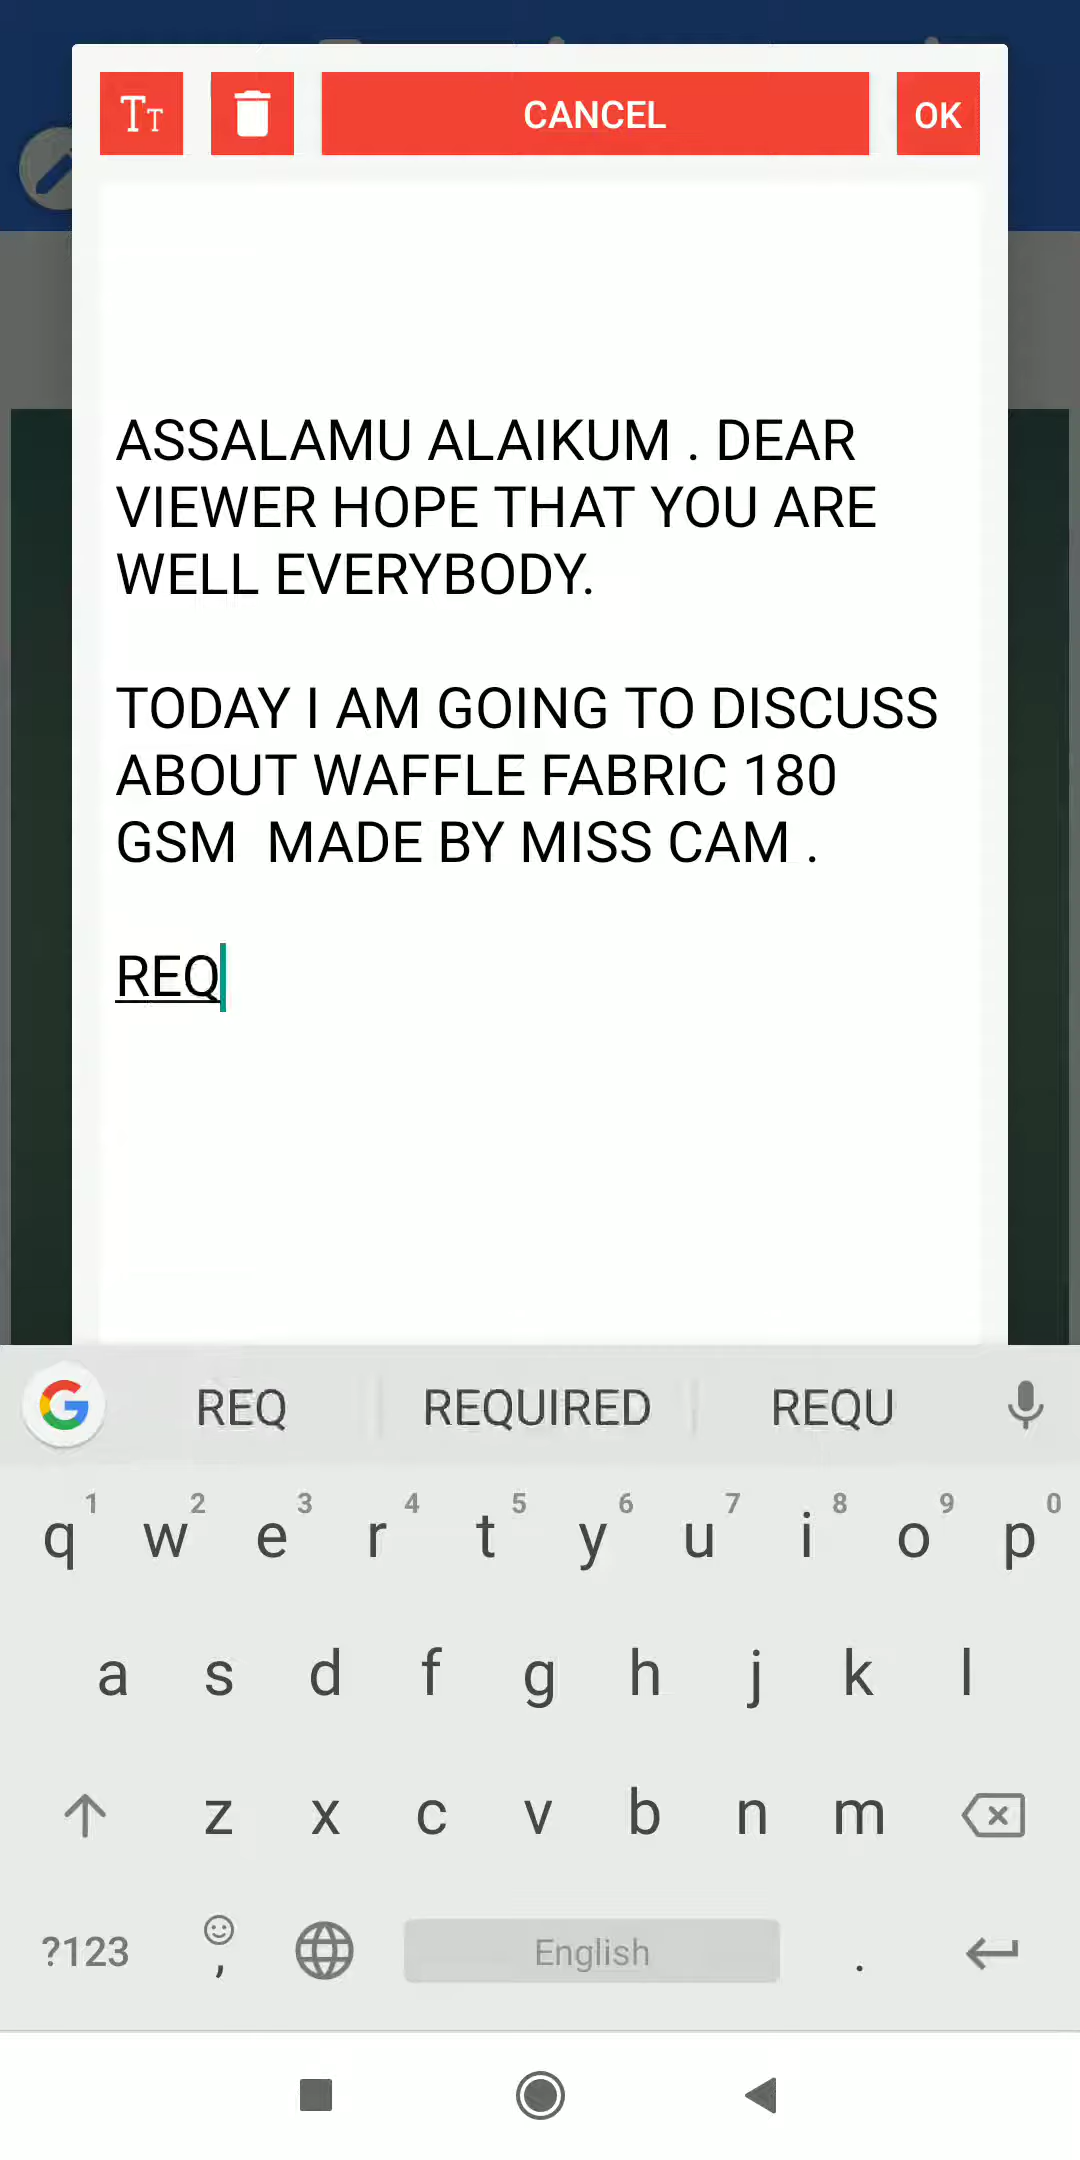 TT CANCEL OK
ASSALAMU ALAIKUM . DEAR
VIEWER HOPE THAT YOU ARE
WELL EVERYBODY.
TODAY I AM GOING TO DISCUSS
ABOUT WAFFLE FABRIC 180
GSM  MADE BY MISS CAM .
REQ
REQ REQUIRED REQU
1 2 3 4 5 6 7 8 9 0
q w e r t y u i o p
a s d f g h j k l
z x c v b n m
?123 , English .